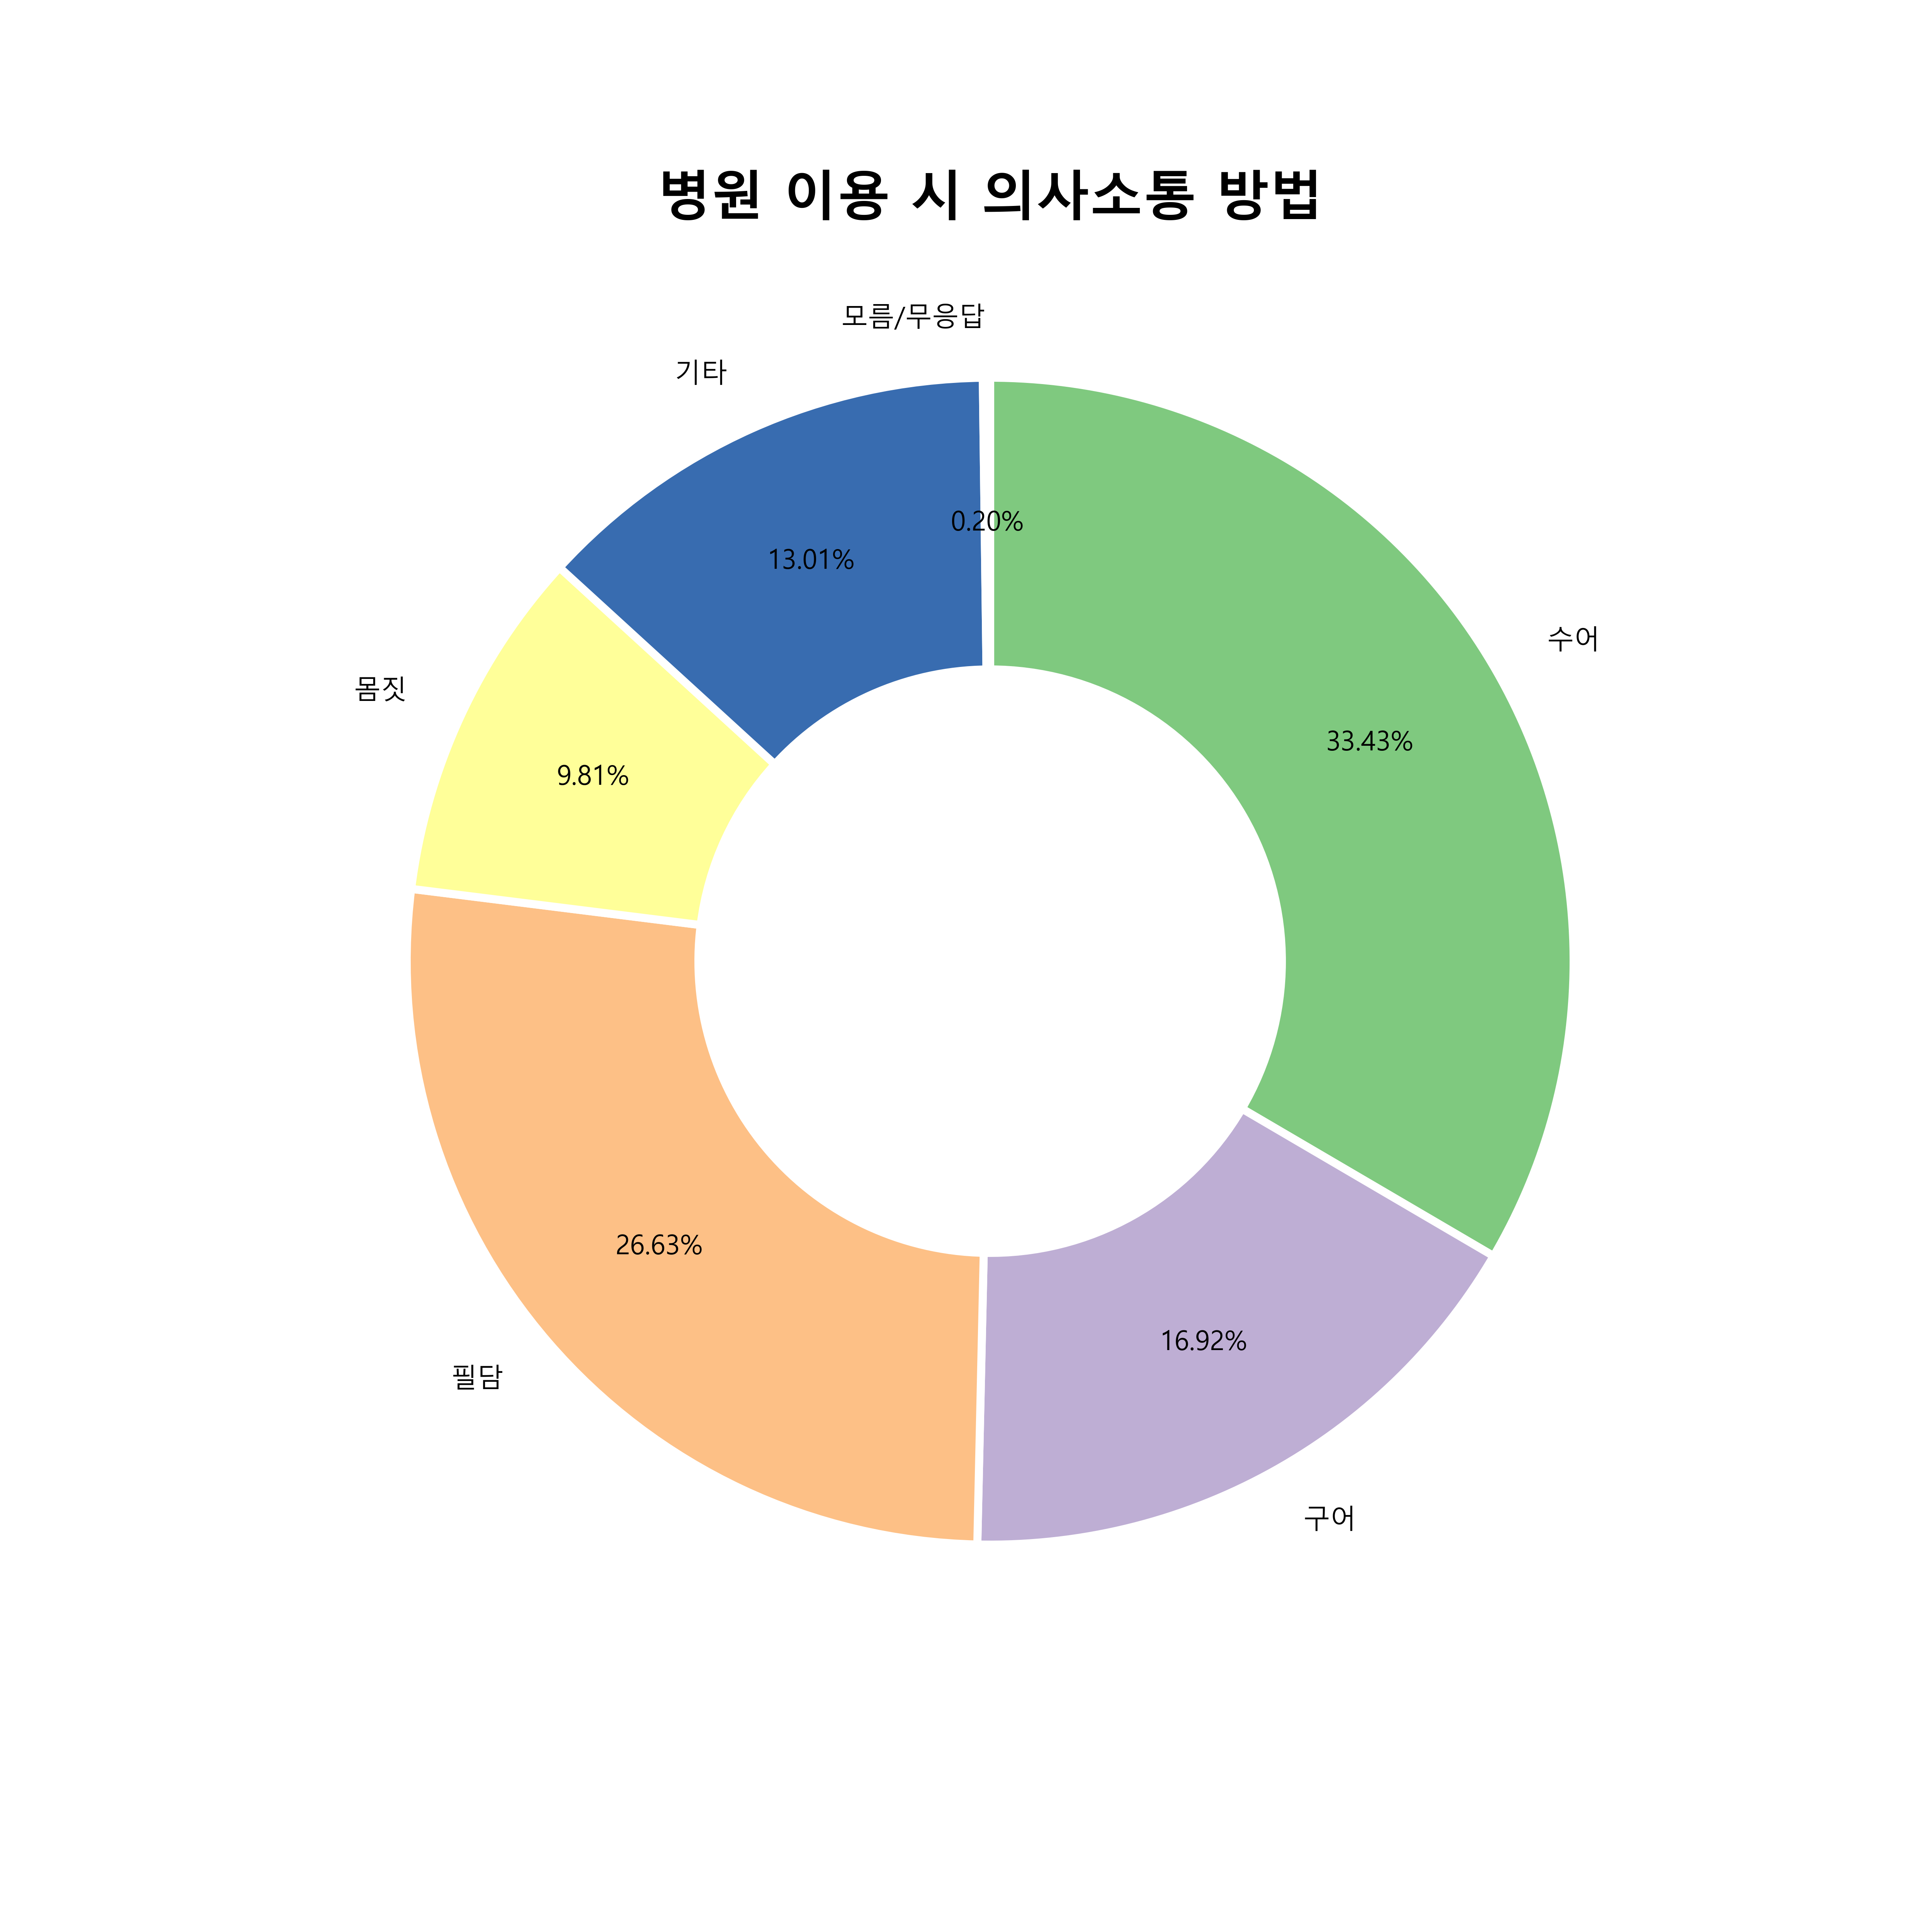 병원 이용 시 의사소통 방법
모름/무응답
기타
0.20%
13.01%
수어
33.43%
몸짓
9.81%
26.63%
16.92%
필담
구어